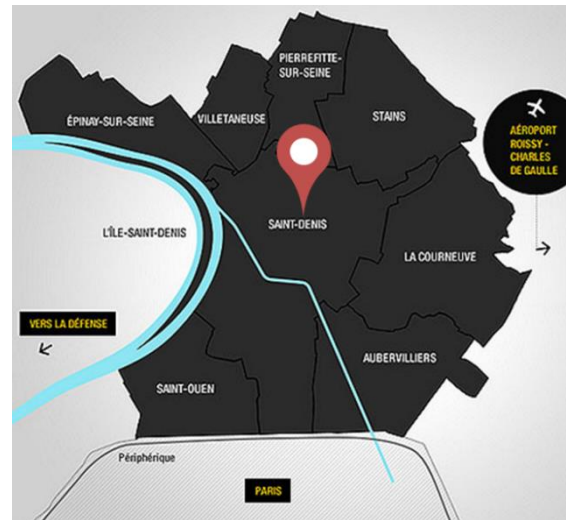 PIERREFITTE-
SUR-SEINE
ÉPINAY-SUR-SEINE
VILLETANEUSE
STAINS
AÉROPORT
ROISSY -
CHARLES
DE GAULLE
SAINT-DENIS
L'ÎLE-SAINT-DENIS
LA COURNEUVE
VERS LA DÉFENSE
AUBERVILLIERS
SAINT-OUEN
Périphérique
PARIS